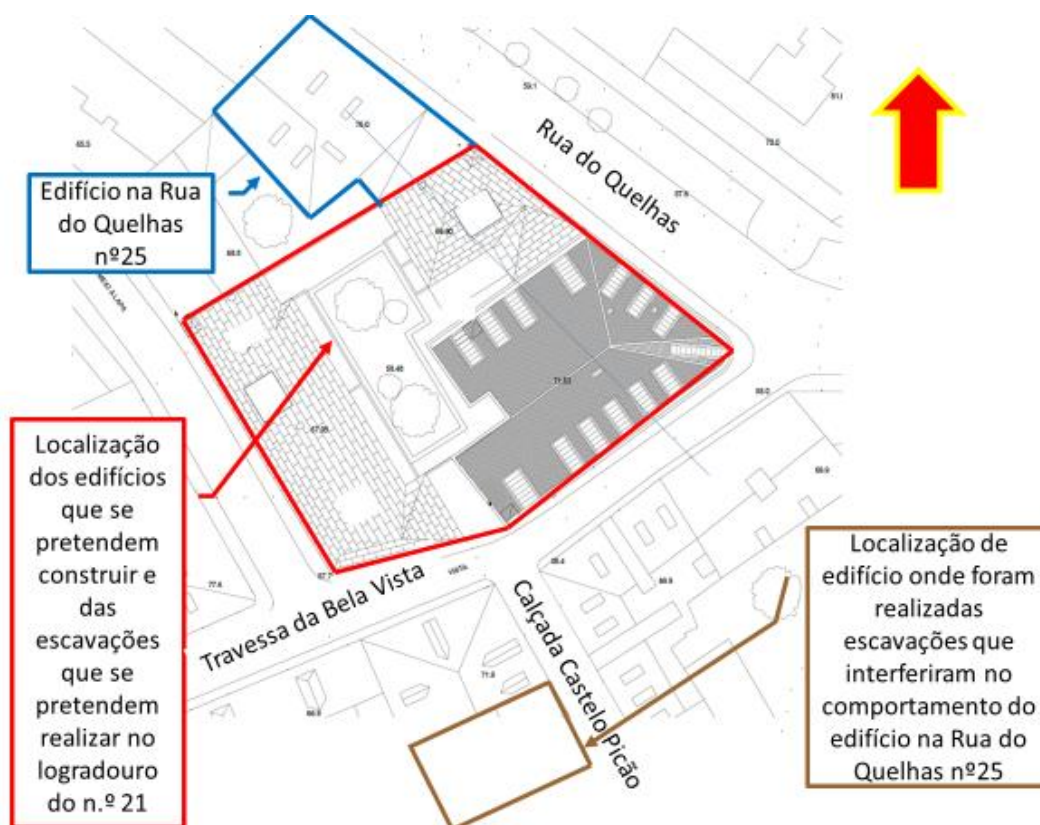 Rua do Quelhas
Edifício na Rua
do Quelhas
nº25
Localização
dos edifícios
que se
pretendem
construir e
das
escavações
que se
pretendem
realizar no
logradouro
do n.º 21
Travessa da Bela Vista
Calçada Castelo Picão
Localização de
edifício onde foram
realizadas
escavações que
interferiram no
comportamento do
edifício na Rua do
Quelhas nº25